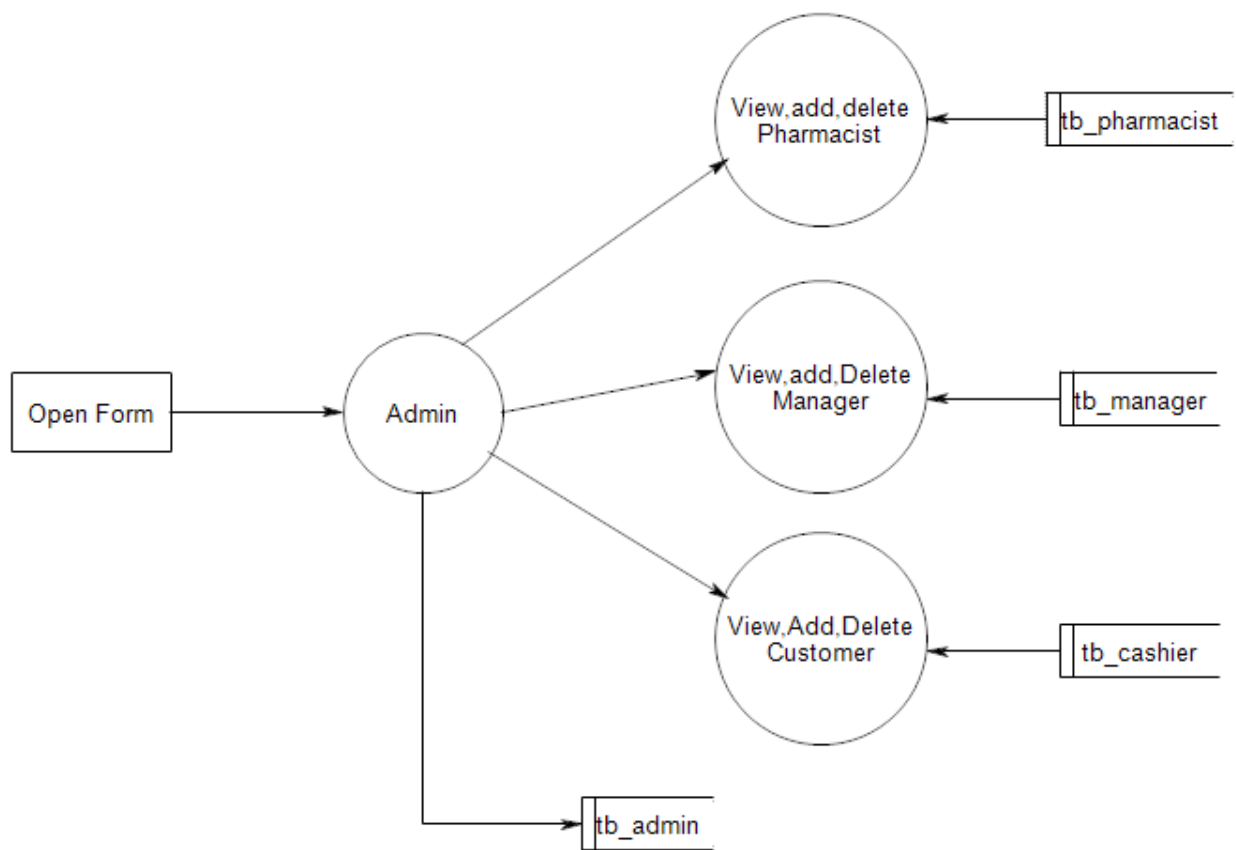 View,add,delete
Pharmacist
tb_pharmacist
View,add,Delete
Manager
tb_manager
Open Form
Admin
View,Add,Delete
Customer
tb_cashier
tb_admin